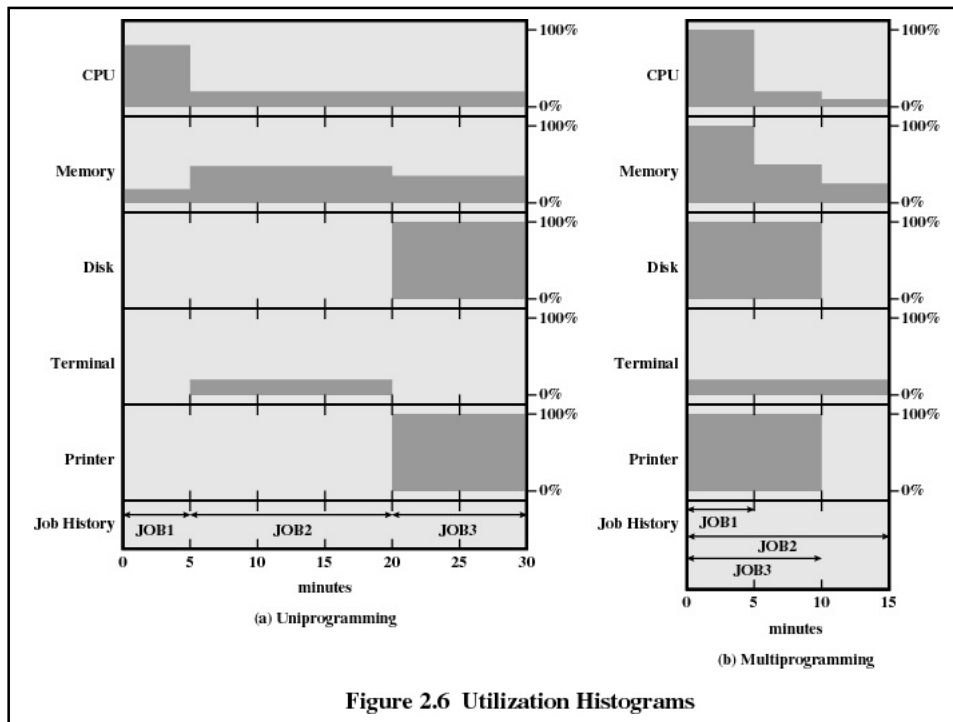 100%
CPU
0%
100%
Memory
0%
100%
Disk
0%
100%
Terminal
0%
100%
Printer
0%
Job History
JOB1 JOB2 JOB3
0 5 10 15 20 25 30
minutes
(a) Uniprogramming
100%
CPU
0%
100%
Memory
0%
100%
Disk
0%
100%
Terminal
0%
100%
Printer
0%
Job History
JOB1
JOB2
JOB3
0 5 10 15
minutes
(b) Multiprogramming
Figure 2.6 Utilization Histograms